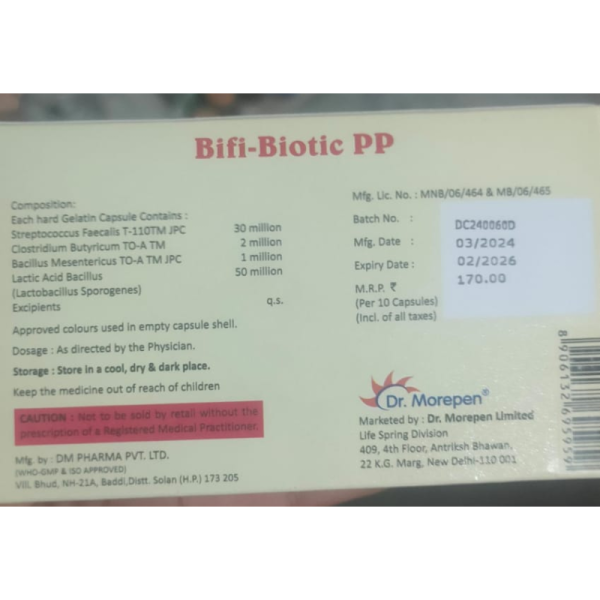 Bifi-Biotic PP
Composition:
Each hard Gelatin Capsule Contains :
Streptococcus Faecalis T-110TM JPC 30 million
Clostridium Butyricum TO-A TM 2 million
Bacillus Mesentericus TO-A TM JPC 1 million
Lactic Acid Bacillus 50 million
(Lactobacillus Sporogenes)
Excipients q.s.
Approved colours used in empty capsule shell.
Dosage : As directed by the Physician.
Storage : Store in a cool, dry & dark place.
Keep the medicine out of reach of children
CAUTION : Not to be sold by retail without the
prescription of a Registered Medical Practitioner.
Mfg. by : DM PHARMA PVT. LTD.
(WHO-GMP & ISO APPROVED)
Vill. Bhud, NH-21A, Baddi,Distt. Solan (H.P.) 173 205
Mfg. Lic. No. : MNB/06/464 & MB/06/465
Batch No. : DC240060D
Mfg. Date : 03/2024
Expiry Date : 02/2026
M.R.P. ₹ 170.00
(Per 10 Capsules)
(Incl. of all taxes)
Dr. Morepen®
Marketed by : Dr. Morepen Limited
Life Spring Division
409, 4th Floor, Antriksh Bhawan,
22 K.G. Marg, New Delhi-110 001
8 906132 695959